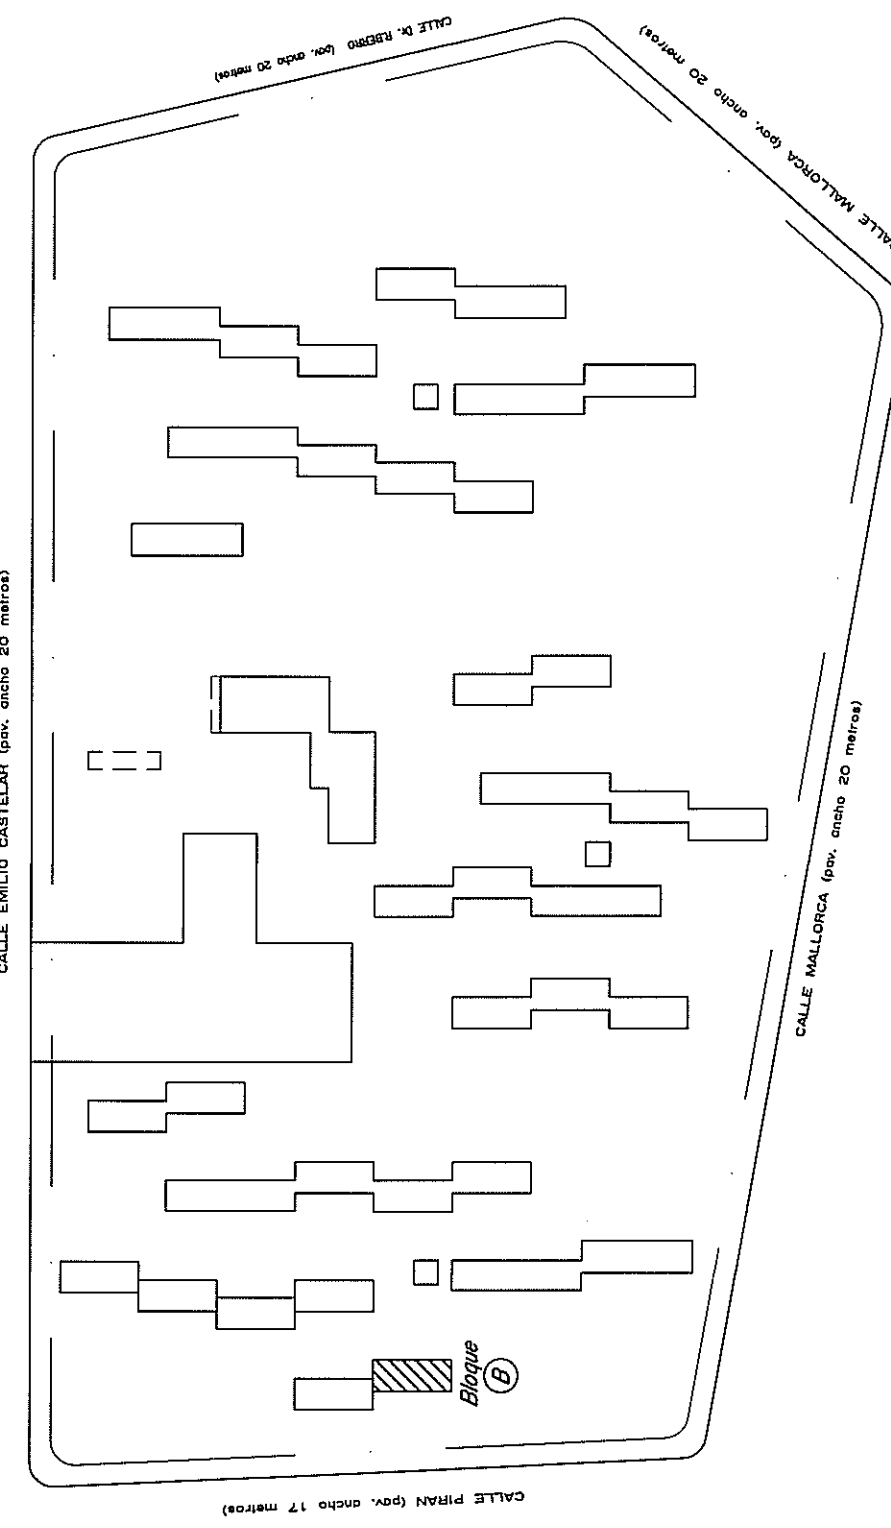 CALLE Dr. RIBERRO (pav. ancho 20 metros)
CALLE MALLORCA (pav. ancho 20 metros)
CALLE EMILIO CASTELAR (pav. ancho 20 metros)
CALLE MALLORCA (pav. ancho 20 metros)
Bloque
B
CALLE PIRAN (pav. ancho 17 metros)